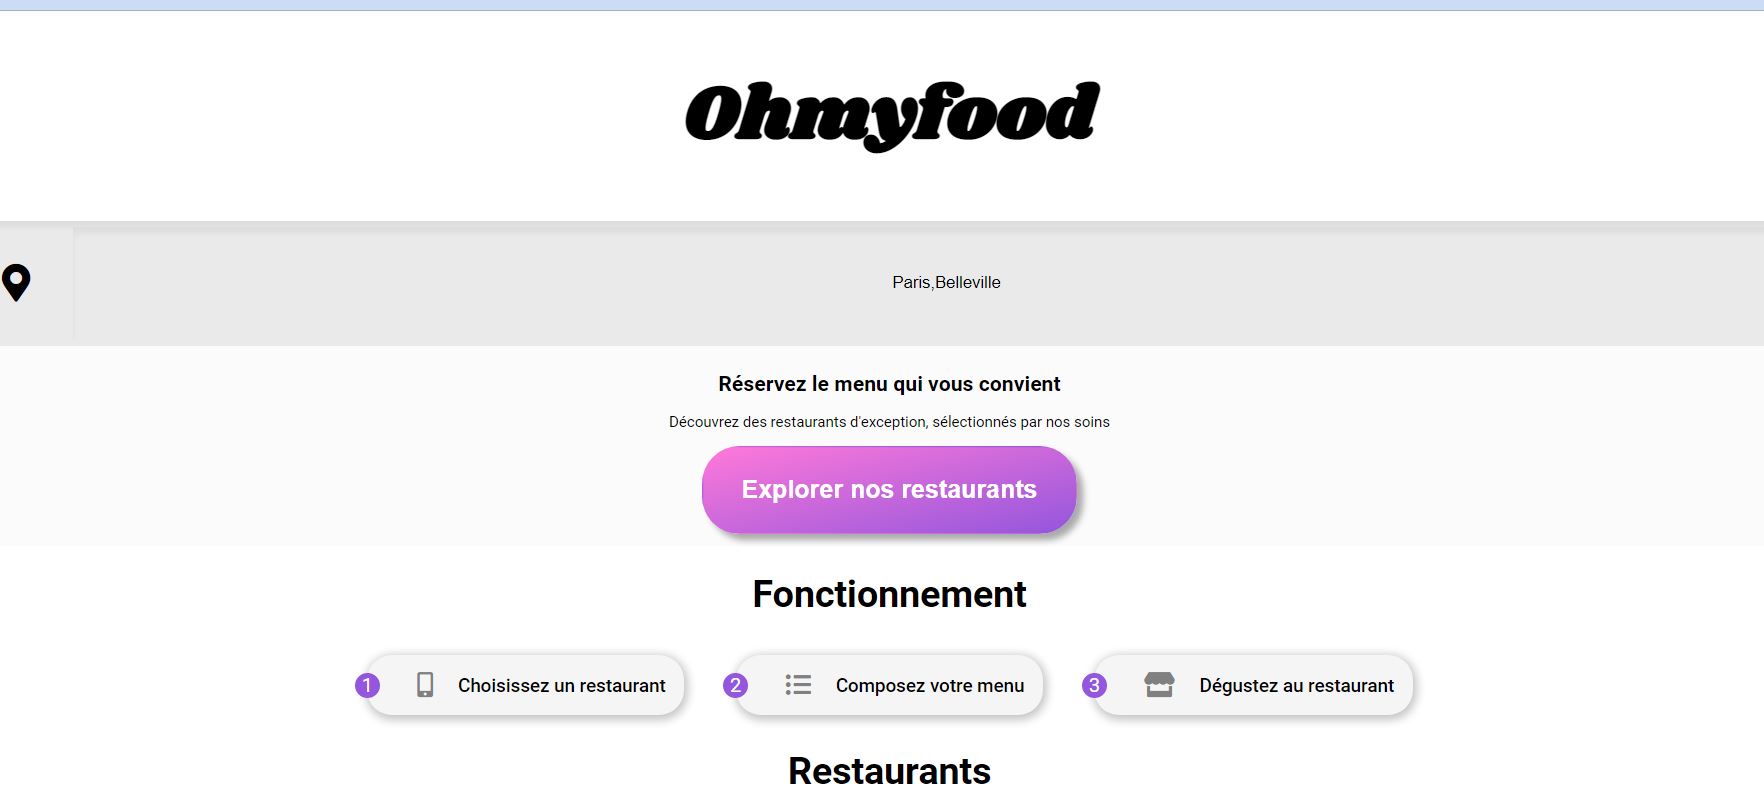 Ohmyfood
Paris,Belleville
Réservez le menu qui vous convient
Découvrez des restaurants d'exception, sélectionnés par nos soins
Explorer nos restaurants
Fonctionnement
1 Choisissez un restaurant
2 Composez votre menu
3 Dégustez au restaurant
Restaurants